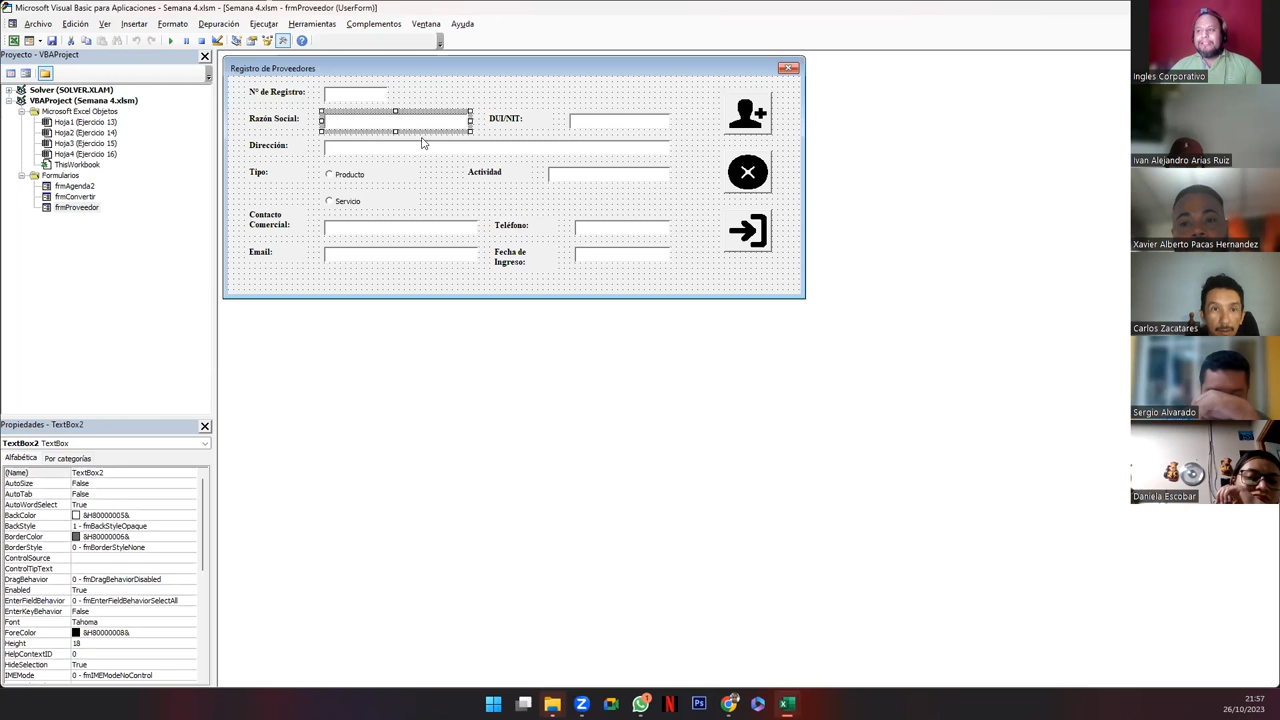 Microsoft Visual Basic para Aplicaciones - Semana 4.xlsm - [Semana 4.xlsm - frmProveedor (UserForm)]
Archivo Edición Ver Insertar Formato Depuración Ejecutar Herramientas Complementos Ventana Ayuda
Proyecto - VBAProject
Solver (SOLVER.XLAM)
VBAProject (Semana 4.xlsm)
Microsoft Excel Objetos
Hoja1 (Ejercicio 13)
Hoja2 (Ejercicio 14)
Hoja3 (Ejercicio 15)
Hoja4 (Ejercicio 16)
ThisWorkbook
Formularios
frmAgenda2
frmConvertir
frmProveedor
Registro de Proveedores
N° de Registro:
Razón Social: DUI/NIT:
Dirección:
Tipo: Producto Actividad
Servicio
Contacto
Comercial: Teléfono:
Email: Fecha de
Ingreso:
Propiedades - TextBox2
TextBox2 TextBox
Alfabética Por categorías
(Name) TextBox2
AutoSize False
AutoTab False
AutoWordSelect True
BackColor &H80000005&
BackStyle 1 - fmBackStyleOpaque
BorderColor &H80000006&
BorderStyle 0 - fmBorderStyleNone
ControlSource
ControlTipText
DragBehavior 0 - fmDragBehaviorDisabled
Enabled True
EnterFieldBehavior 0 - fmEnterFieldBehaviorSelectAll
EnterKeyBehavior False
Font Tahoma
ForeColor &H80000008&
Height 18
HelpContextID 0
HideSelection True
IMEMode 0 - fmIMEModeNoControl
Ingles Corporativo
Ivan Alejandro Arias Ruiz
Xavier Alberto Pacas Hernandez
Carlos Zacatares
Sergio Alvarado
Daniela Escobar
21:57
26/10/2023